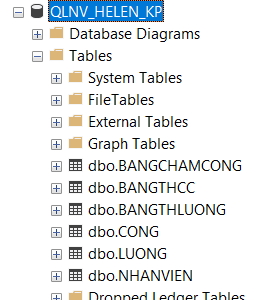 QLNV_HELEN_KP
Database Diagrams
Tables
System Tables
FileTables
External Tables
Graph Tables
dbo.BANGCHAMCONG
dbo.BANGTHCC
dbo.BANGTHLUONG
dbo.CONG
dbo.LUONG
dbo.NHANVIEN
Dropped Ledger Tables